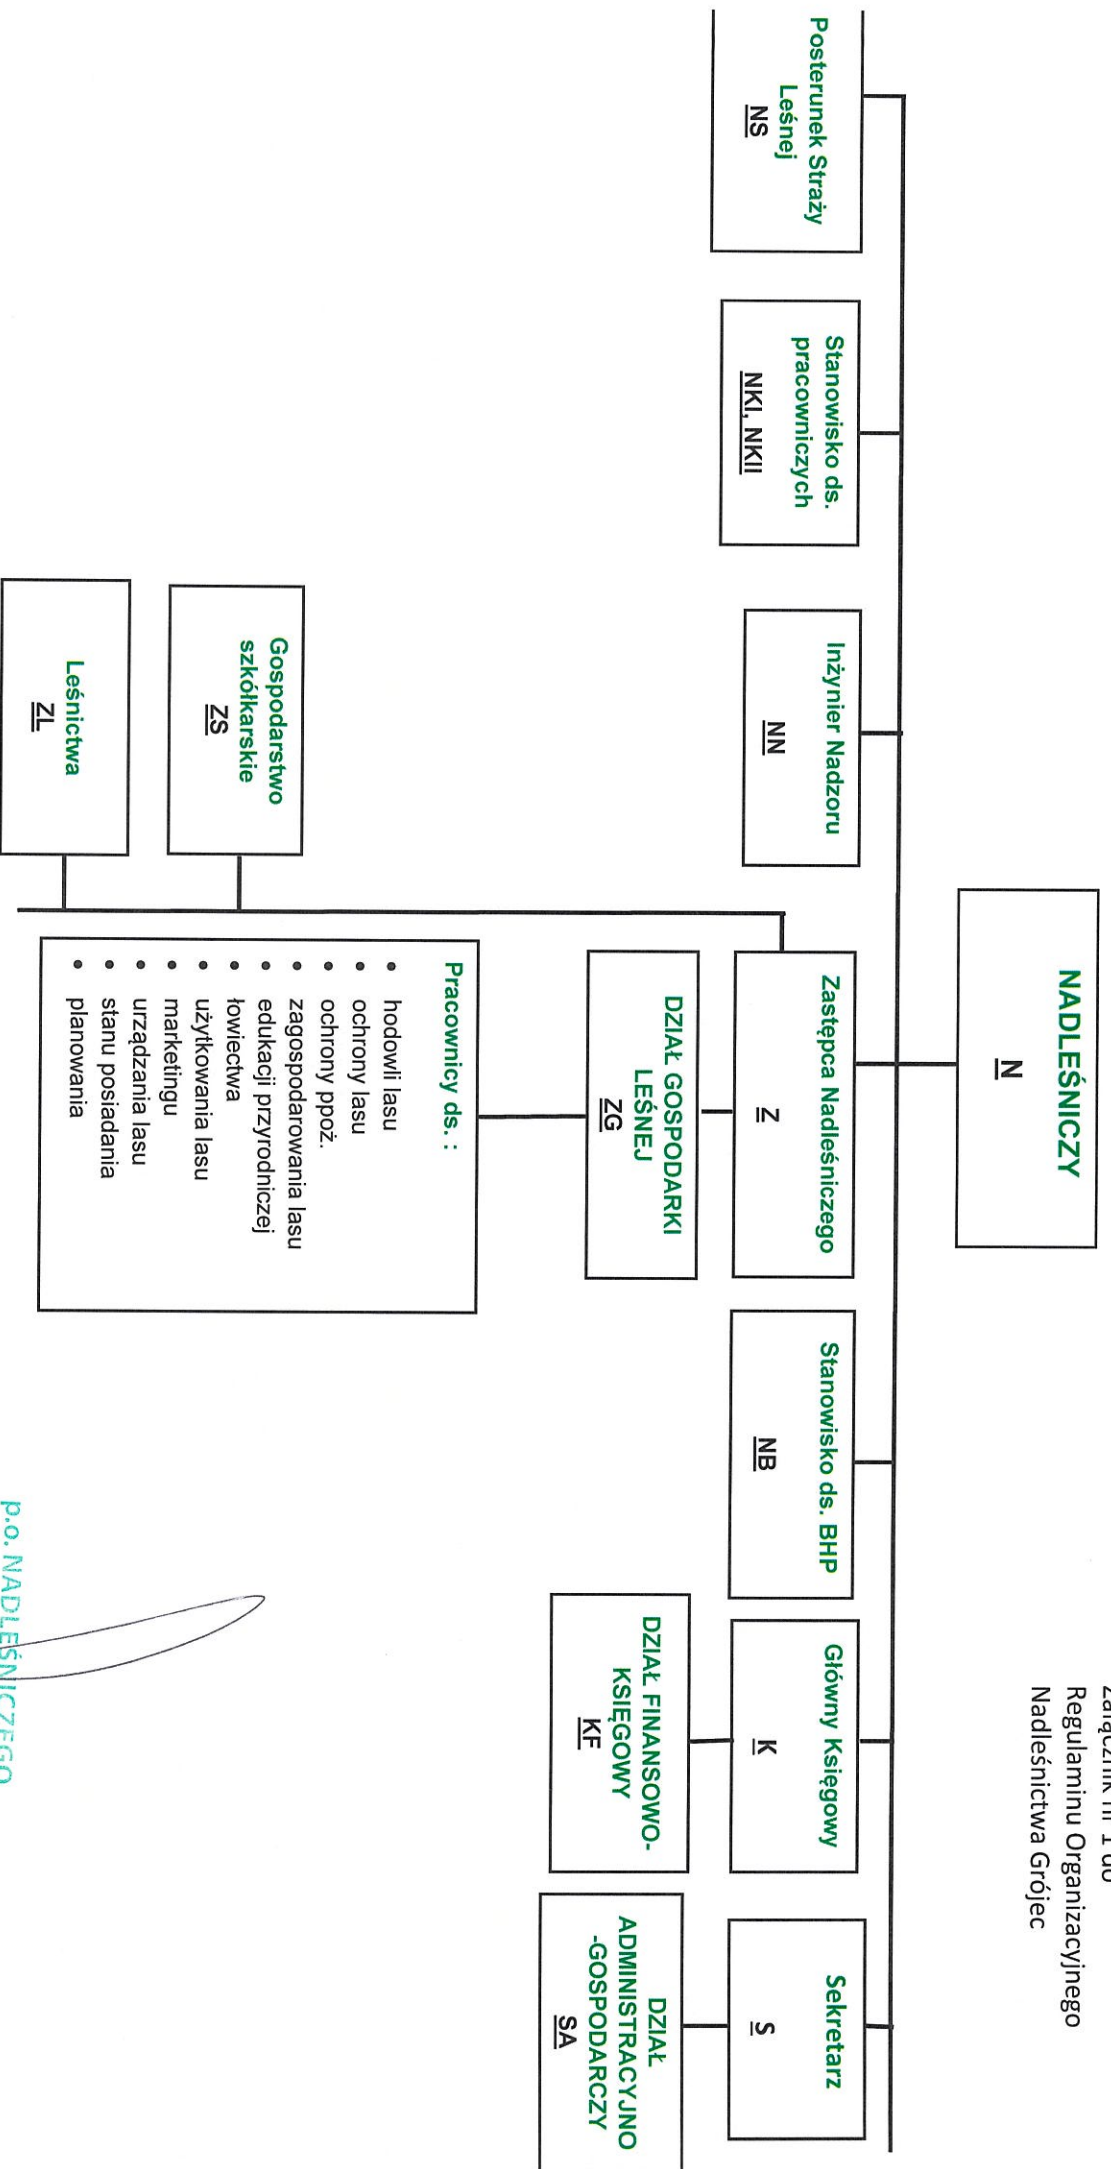 Załącznik nr 1 do
Regulaminu Organizacyjnego
Nadleśnictwa Grójec
NADLEŚNICZY
N
Posterunek Straży
Leśnej
NS
Stanowisko ds.
pracowniczych
NKI, NKII
Inżynier Nadzoru
NN
Zastępca Nadleśniczego
Z
Stanowisko ds. BHP
NB
Główny Księgowy
K
Sekretarz
S
DZIAŁ GOSPODARKI
LEŚNEJ
ZG
DZIAŁ FINANSOWO-
KSIĘGOWY
KF
DZIAŁ
ADMINISTRACYJNO
-GOSPODARCZY
SA
Gospodarstwo
szkółkarskie
ZS
Leśnictwa
ZL
Pracownicy ds. :
• hodowli lasu
• ochrony lasu
• ochrony ppoż.
• zagospodarowania lasu
• edukacji przyrodniczej
• łowiectwa
• użytkowania lasu
• marketingu
• urządzania lasu
• stanu posiadania
• planowania
p.o. NADLEŚNICZEGO